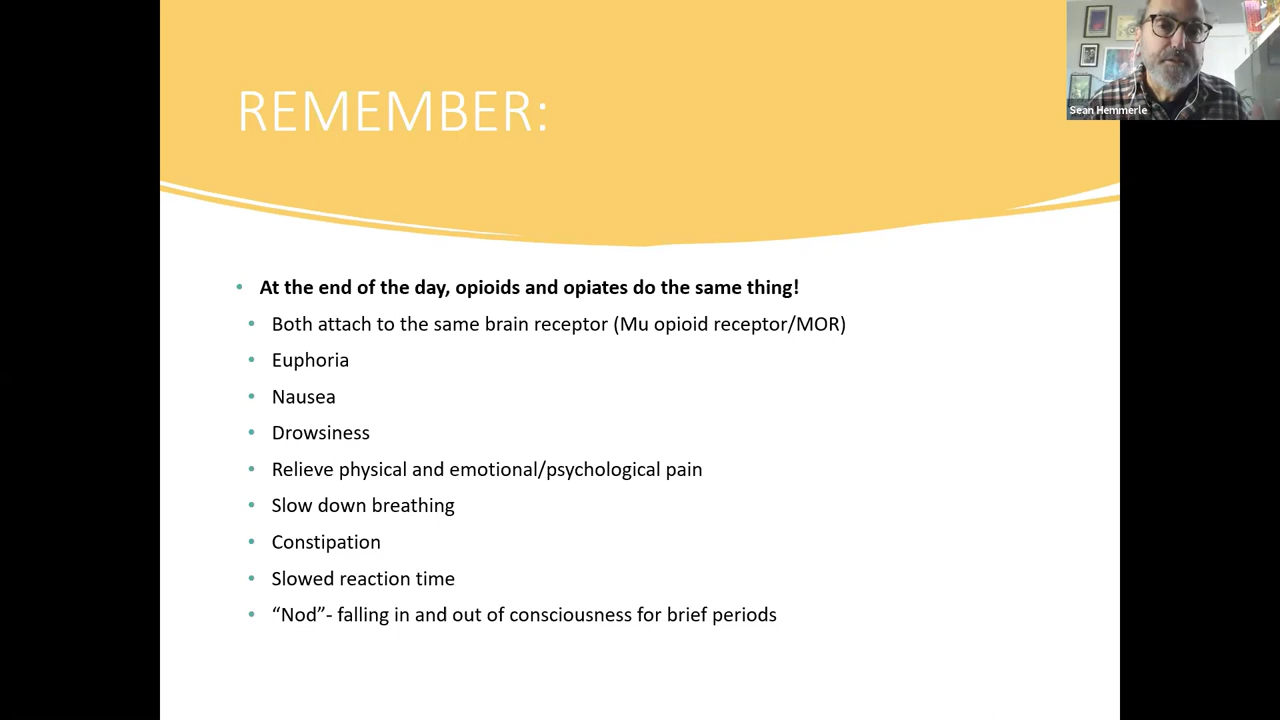 REMEMBER:
Sean Hemmerle
• At the end of the day, opioids and opiates do the same thing!
• Both attach to the same brain receptor (Mu opioid receptor/MOR)
• Euphoria
• Nausea
• Drowsiness
• Relieve physical and emotional/psychological pain
• Slow down breathing
• Constipation
• Slowed reaction time
• “Nod”- falling in and out of consciousness for brief periods